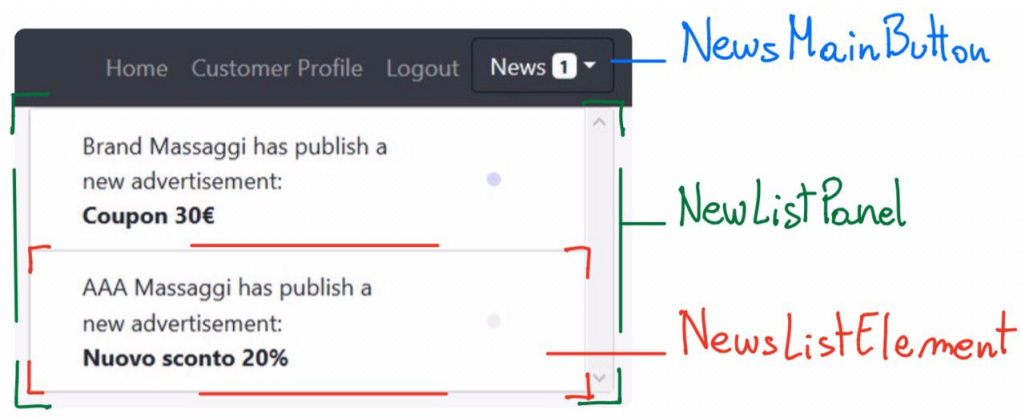 Home Customer Profile Logout News 1
NewsMainButton
Brand Massaggi has publish a
new advertisement:
Coupon 30€
NewListPanel
AAA Massaggi has publish a
new advertisement:
Nuovo sconto 20%
NewsListElement